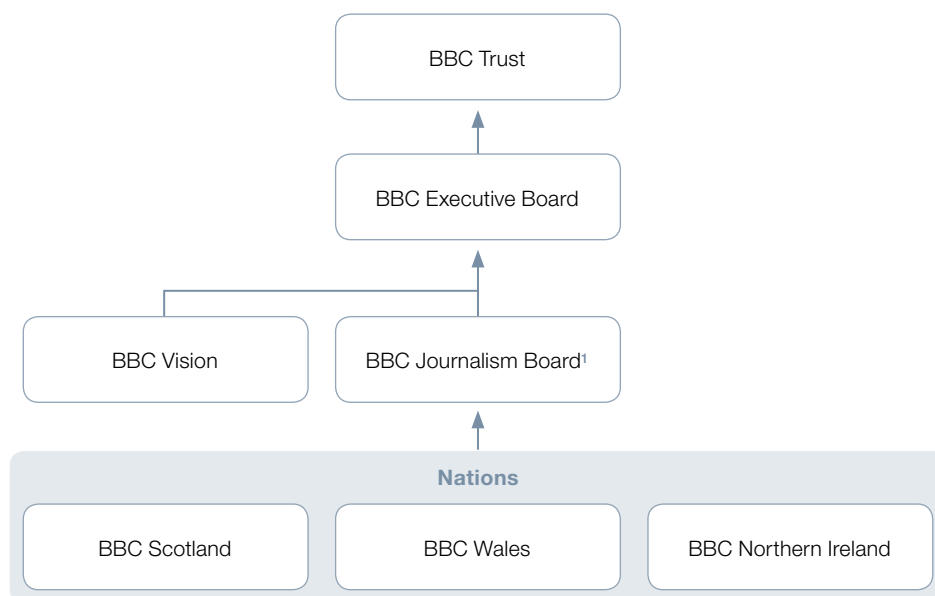 BBC Trust
BBC Executive Board
BBC Vision
BBC Journalism Board¹
Nations
BBC Scotland
BBC Wales
BBC Northern Ireland